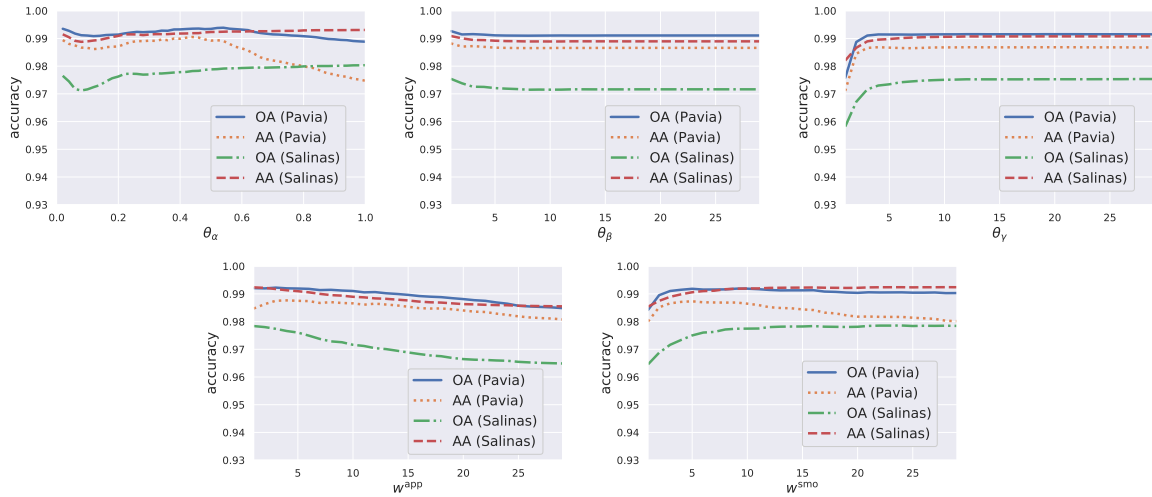 1.00
0.99
0.98
0.97
0.96
0.95
0.94
0.93
accuracy
0.0 0.2 0.4 0.6 0.8 1.0
θα
OA (Pavia)
AA (Pavia)
OA (Salinas)
AA (Salinas)
1.00
0.99
0.98
0.97
0.96
0.95
0.94
0.93
accuracy
5 10 15 20 25
θβ
OA (Pavia)
AA (Pavia)
OA (Salinas)
AA (Salinas)
1.00
0.99
0.98
0.97
0.96
0.95
0.94
0.93
accuracy
5 10 15 20 25
θγ
OA (Pavia)
AA (Pavia)
OA (Salinas)
AA (Salinas)
1.00
0.99
0.98
0.97
0.96
0.95
0.94
0.93
accuracy
5 10 15 20 25
w^app
OA (Pavia)
AA (Pavia)
OA (Salinas)
AA (Salinas)
1.00
0.99
0.98
0.97
0.96
0.95
0.94
0.93
accuracy
5 10 15 20 25
w^smo
OA (Pavia)
AA (Pavia)
OA (Salinas)
AA (Salinas)